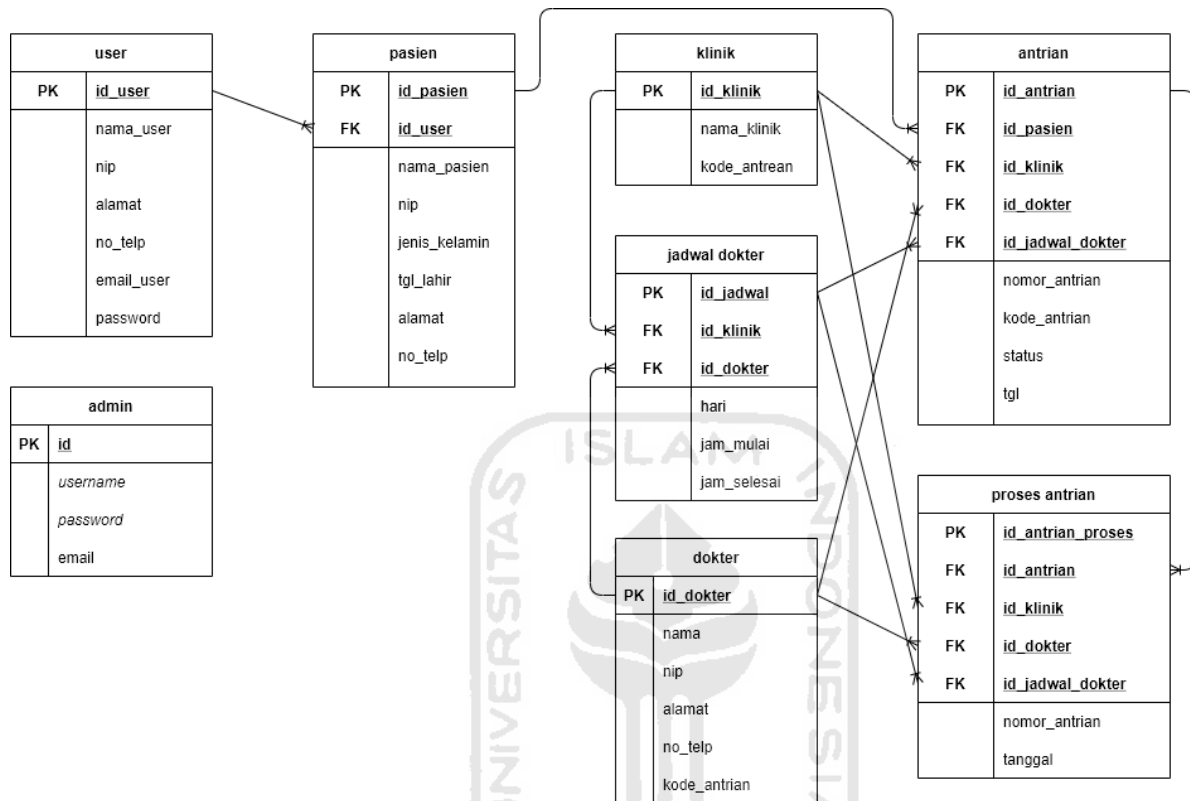 user
PK id_user
nama_user
nip
alamat
no_telp
email_user
password
pasien
PK id_pasien
FK id_user
nama_pasien
nip
jenis_kelamin
tgl_lahir
alamat
no_telp
klinik
PK id_klinik
nama_klinik
kode_antrean
antrian
PK id_antrian
FK id_pasien
FK id_klinik
FK id_dokter
FK id_jadwal_dokter
nomor_antrian
kode_antrian
status
tgl
jadwal dokter
PK id_jadwal
FK id_klinik
FK id_dokter
hari
jam_mulai
jam_selesai
admin
PK id
username
password
email
dokter
PK id_dokter
nama
nip
alamat
no_telp
kode_antrian
proses antrian
PK id_antrian_proses
FK id_antrian
FK id_klinik
FK id_dokter
FK id_jadwal_dokter
nomor_antrian
tanggal
UNIVERSITAS
ISLAM